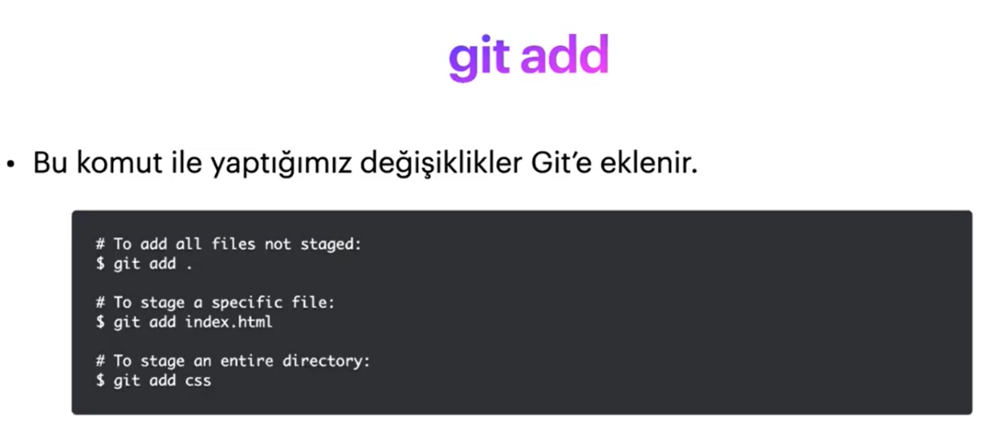 git add
• Bu komut ile yaptığımız değişiklikler Git’e eklenir.
# To add all files not staged:
$ git add .
# To stage a specific file:
$ git add index.html
# To stage an entire directory:
$ git add css